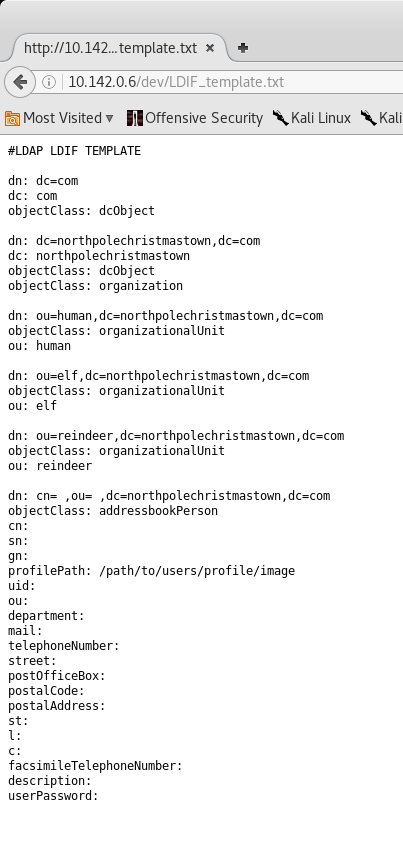 http://10.142...template.txt
10.142.0.6/dev/LDIF_template.txt
Most Visited Offensive Security Kali Linux Kali
#LDAP LDIF TEMPLATE
dn: dc=com
dc: com
objectClass: dcObject
dn: dc=northpolechristmastown,dc=com
dc: northpolechristmastown
objectClass: dcObject
objectClass: organization
dn: ou=human,dc=northpolechristmastown,dc=com
objectClass: organizationalUnit
ou: human
dn: ou=elf,dc=northpolechristmastown,dc=com
objectClass: organizationalUnit
ou: elf
dn: ou=reindeer,dc=northpolechristmastown,dc=com
objectClass: organizationalUnit
ou: reindeer
dn: cn= ,ou= ,dc=northpolechristmastown,dc=com
objectClass: addressbookPerson
cn:
sn:
gn:
profilePath: /path/to/users/profile/image
uid:
ou:
department:
mail:
telephoneNumber:
street:
postOfficeBox:
postalCode:
postalAddress:
st:
l:
c:
facsimileTelephoneNumber:
description:
userPassword: